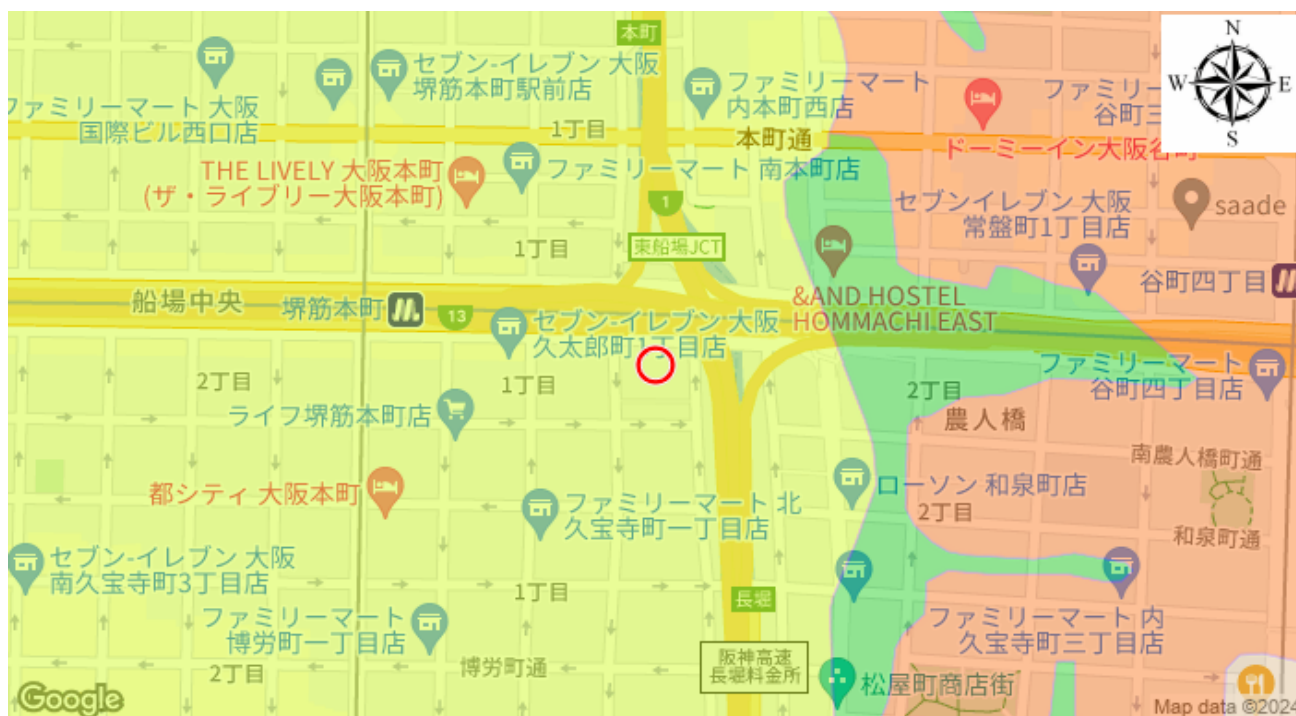 本町
N
W
E
S
セブン-イレブン 大阪
堺筋本町駅前店
ファミリーマート
内本町西店
ファミリー
谷町三
ファミリーマート 大阪
国際ビル西口店
1丁目
本町通
ドーミーイン大阪谷町
THE LIVELY 大阪本町
(ザ・ライブリー大阪本町)
ファミリーマート 南本町店
1
セブンイレブン 大阪
常盤町1丁目店
saade
1丁目
東船場JCT
谷町四丁目
船場中央
堺筋本町
13
&AND HOSTEL
HOMMACHI EAST
セブン-イレブン 大阪
久太郎町1丁目店
2丁目
1丁目
ファミリーマート
谷町四丁目店
2丁目
農人橋
ライフ堺筋本町店
南農人橋町通
都シティ 大阪本町
ファミリーマート 北
久宝寺町一丁目店
ローソン 和泉町店
2丁目
和泉町通
セブン-イレブン 大阪
南久宝寺町3丁目店
1丁目
長堀
ファミリーマート
博労町一丁目店
ファミリーマート 内
久宝寺町三丁目店
2丁目
博労町通
阪神高速
長堀料金所
松屋町商店街
Google
Map data ©2024